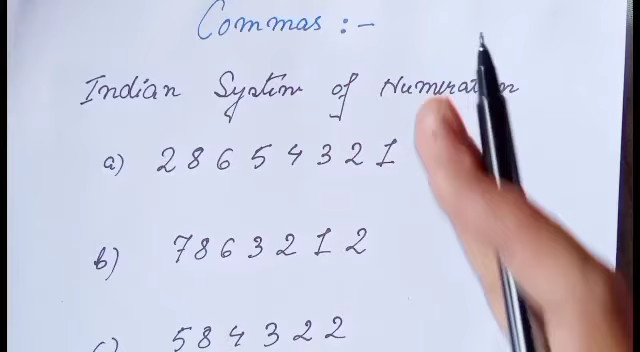 Commas :-
Indian System of Numeration
a) 2 8 6 5 4 3 2 1
b) 7 8 6 3 2 1 2
c) 5 8 4 3 2 2